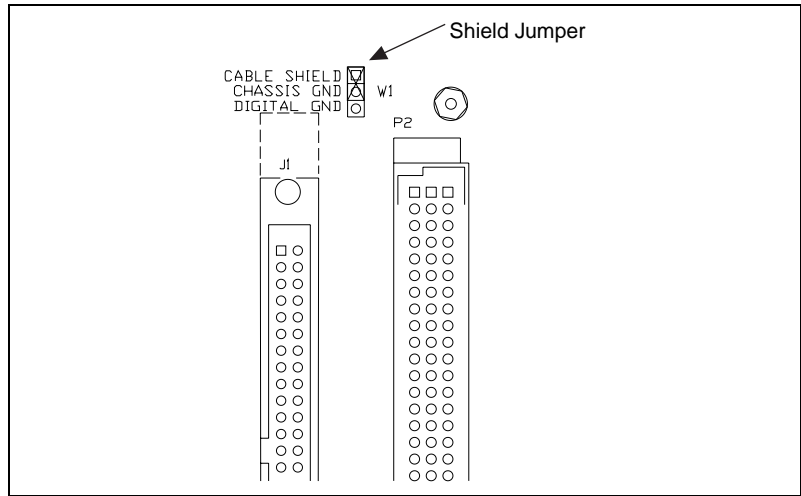 Shield Jumper
CABLE SHIELD
CHASSIS GND W1
DIGITAL GND
P2
J1